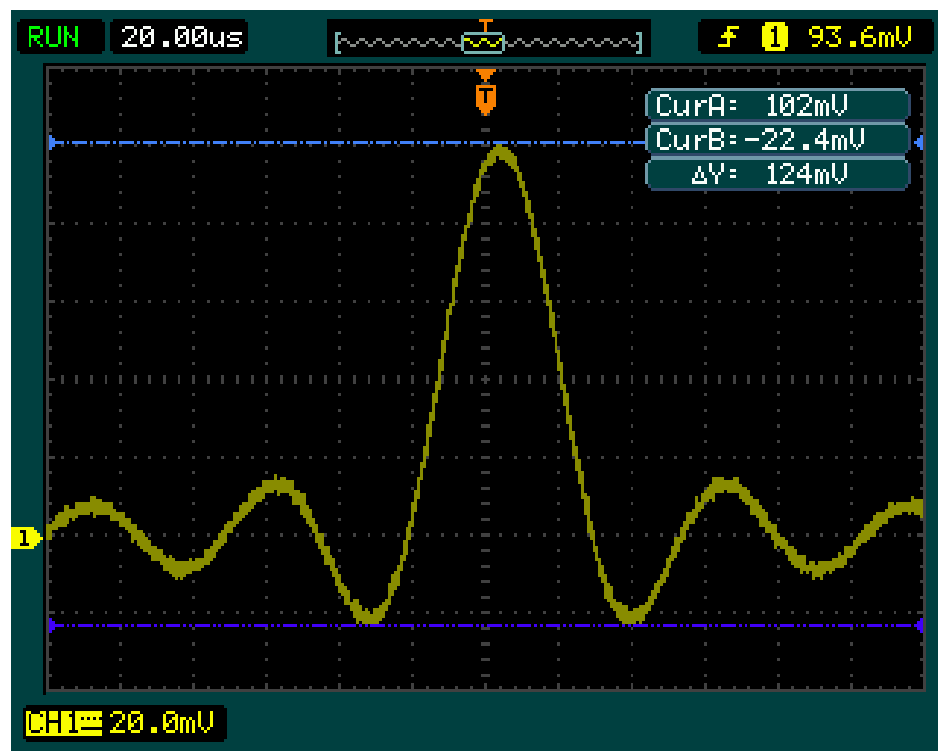 RUN 20.00us T 1 93.6mV
T
CurA: 102mV
CurB:-22.4mV
ΔY: 124mV
1
CH1 20.0mV